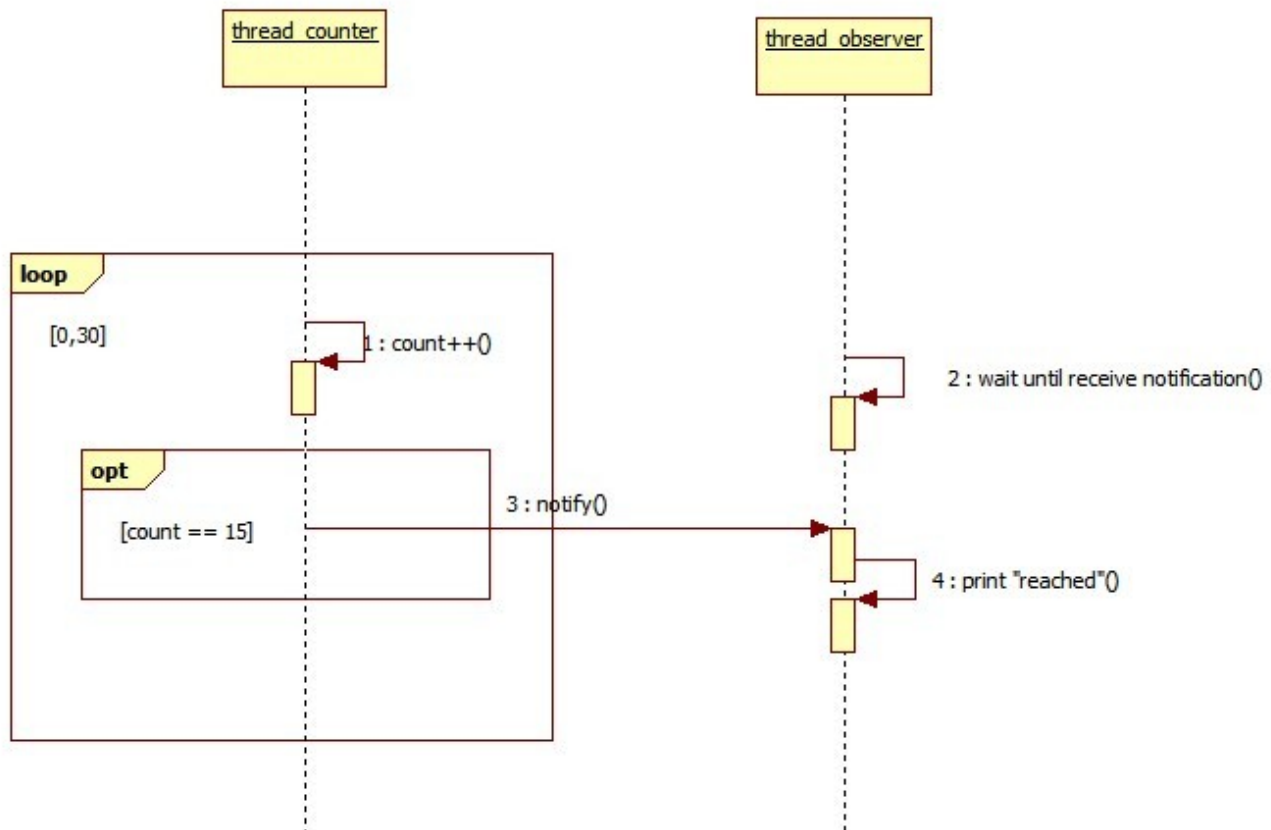 thread_counter
thread_observer
loop
[0,30]
1 : count++()
2 : wait until receive notification()
opt
3 : notify()
[count == 15]
4 : print "reached"()